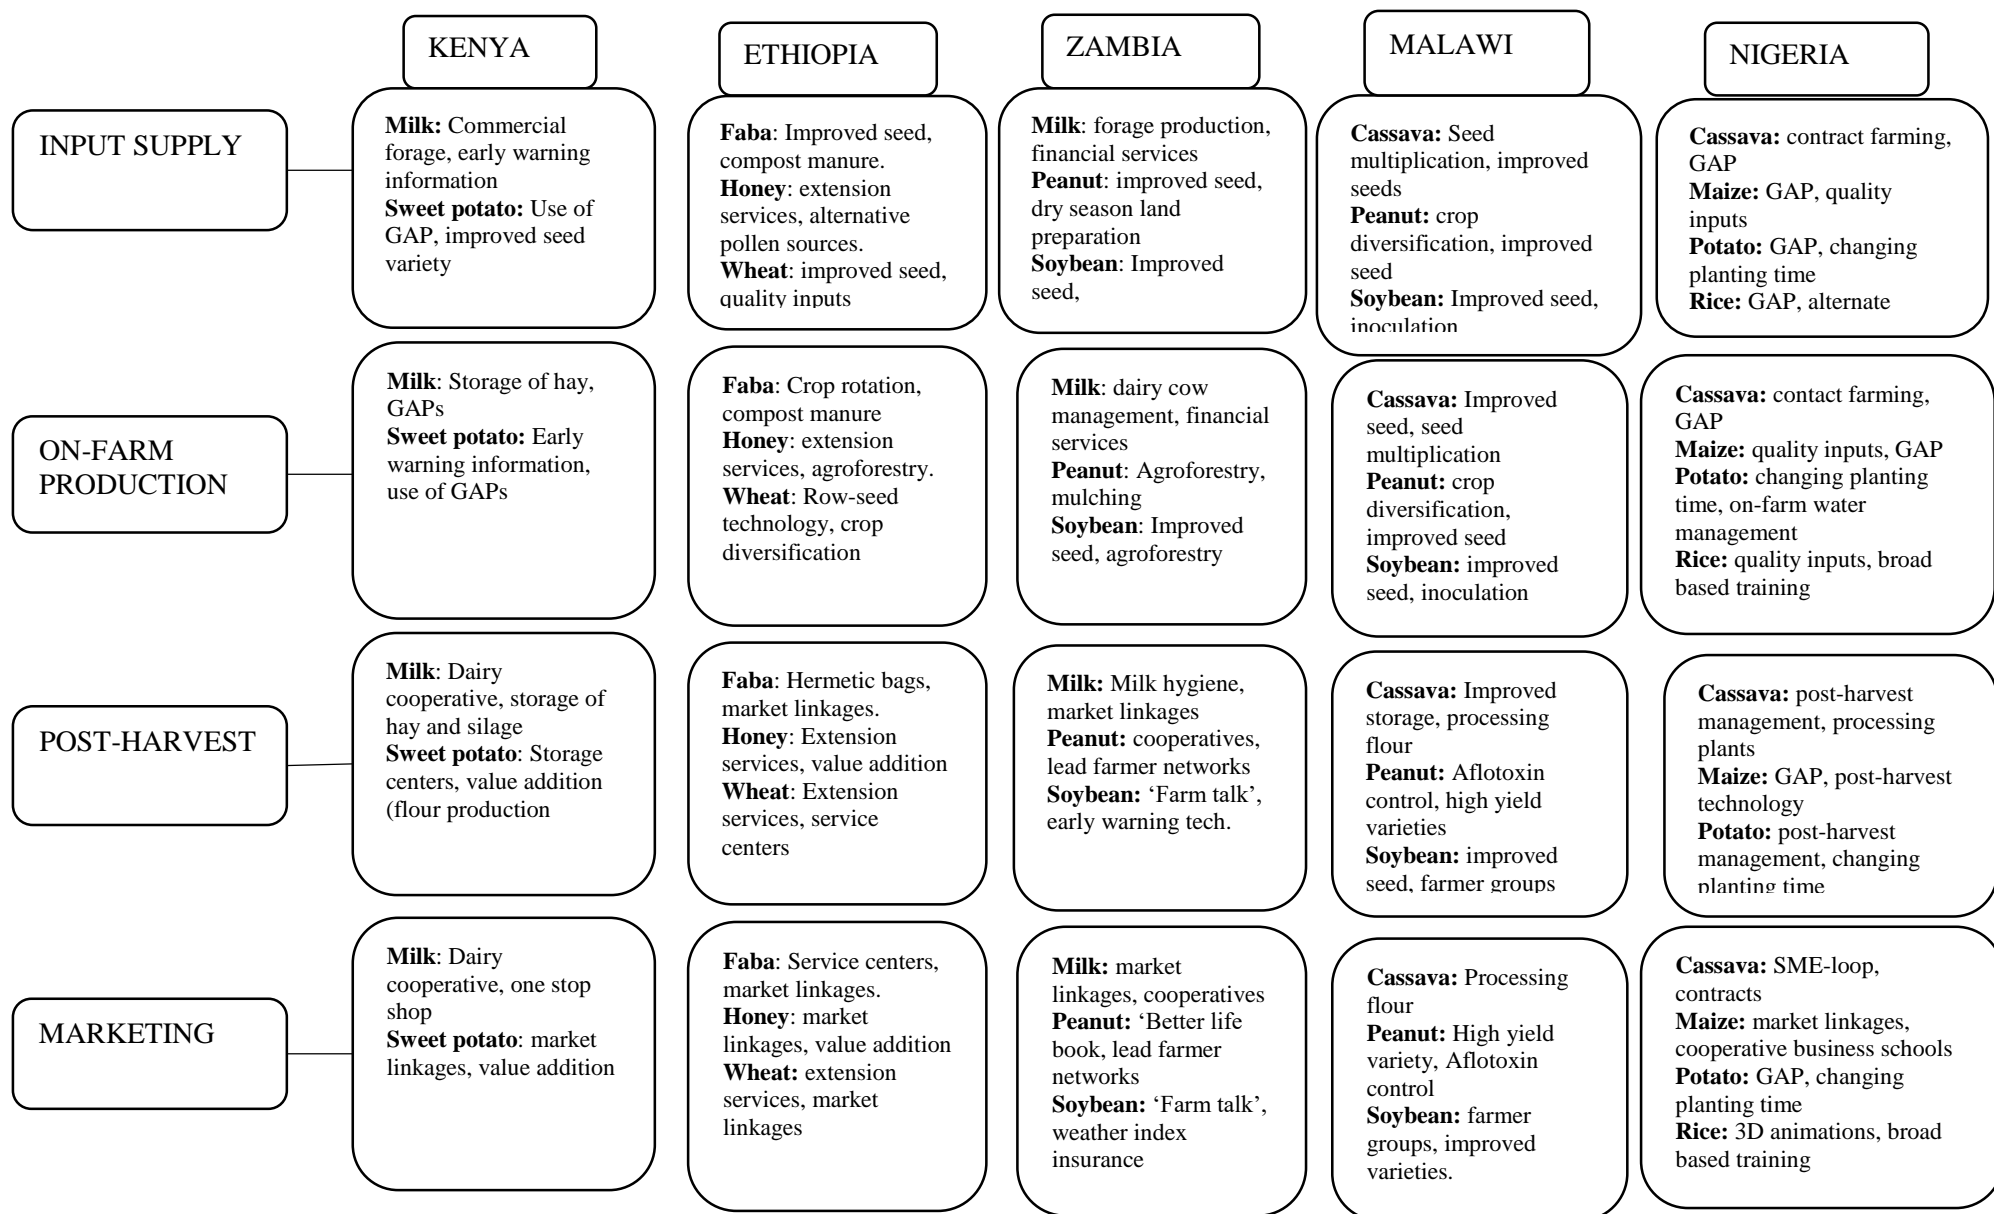 KENYA
ETHIOPIA
ZAMBIA
MALAWI
NIGERIA
INPUT SUPPLY
Milk: Commercial
forage, early warning
information
Sweet potato: Use of
GAP, improved seed
variety
Faba: Improved seed,
compost manure.
Honey: extension
services, alternative
pollen sources.
Wheat: improved seed,
quality inputs
Milk: forage production,
financial services
Peanut: improved seed,
dry season land
preparation
Soybean: Improved
seed,
Cassava: Seed
multiplication, improved
seeds
Peanut: crop
diversification, improved
seed
Soybean: Improved seed,
inoculation
Cassava: contract farming,
GAP
Maize: GAP, quality
inputs
Potato: GAP, changing
planting time
Rice: GAP, alternate
ON-FARM
PRODUCTION
Milk: Storage of hay,
GAPs
Sweet potato: Early
warning information,
use of GAPs
Faba: Crop rotation,
compost manure
Honey: extension
services, agroforestry.
Wheat: Row-seed
technology, crop
diversification
Milk: dairy cow
management, financial
services
Peanut: Agroforestry,
mulching
Soybean: Improved
seed, agroforestry
Cassava: Improved
seed, seed
multiplication
Peanut: crop
diversification,
improved seed
Soybean: improved
seed, inoculation
Cassava: contact farming,
GAP
Maize: quality inputs, GAP
Potato: changing planting
time, on-farm water
management
Rice: quality inputs, broad
based training
POST-HARVEST
Milk: Dairy
cooperative, storage of
hay and silage
Sweet potato: Storage
centers, value addition
(flour production
Faba: Hermetic bags,
market linkages.
Honey: Extension
services, value addition
Wheat: Extension
services, service
centers
Milk: Milk hygiene,
market linkages
Peanut: cooperatives,
lead farmer networks
Soybean: ‘Farm talk’,
early warning tech.
Cassava: Improved
storage, processing
flour
Peanut: Aflotoxin
control, high yield
varieties
Soybean: improved
seed, farmer groups
Cassava: post-harvest
management, processing
plants
Maize: GAP, post-harvest
technology
Potato: post-harvest
management, changing
planting time
MARKETING
Milk: Dairy
cooperative, one stop
shop
Sweet potato: market
linkages, value addition
Faba: Service centers,
market linkages.
Honey: market
linkages, value addition
Wheat: extension
services, market
linkages
Milk: market
linkages, cooperatives
Peanut: ‘Better life
book, lead farmer
networks
Soybean: ‘Farm talk’,
weather index
insurance
Cassava: Processing
flour
Peanut: High yield
variety, Aflotoxin
control
Soybean: farmer
groups, improved
varieties.
Cassava: SME-loop,
contracts
Maize: market linkages,
cooperative business schools
Potato: GAP, changing
planting time
Rice: 3D animations, broad
based training